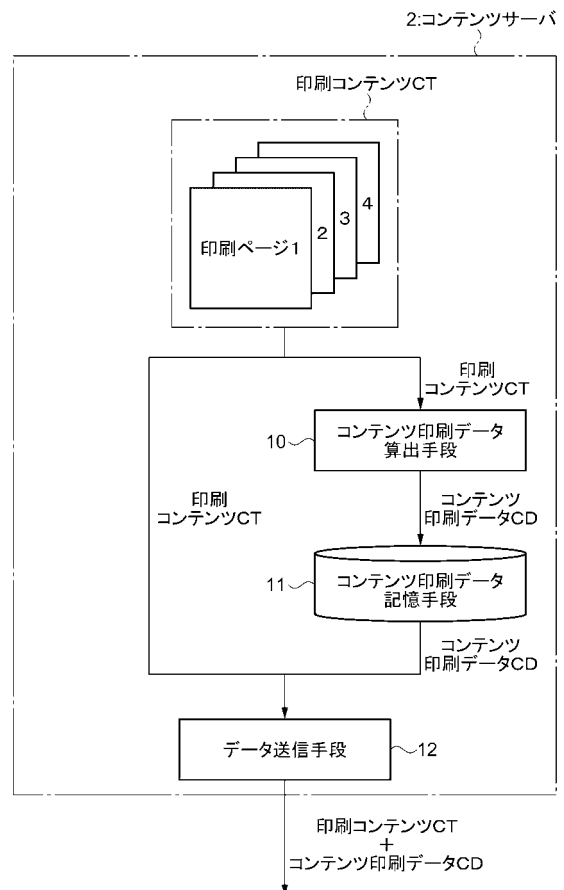 2:コンテンツサーバ
印刷コンテンツCT
印刷ページ1
2
3
4
印刷
コンテンツCT
10
コンテンツ印刷データ
算出手段
印刷
コンテンツCT
コンテンツ
印刷データCD
11
コンテンツ印刷データ
記憶手段
コンテンツ
印刷データCD
データ送信手段
12
印刷コンテンツCT
+
コンテンツ印刷データCD